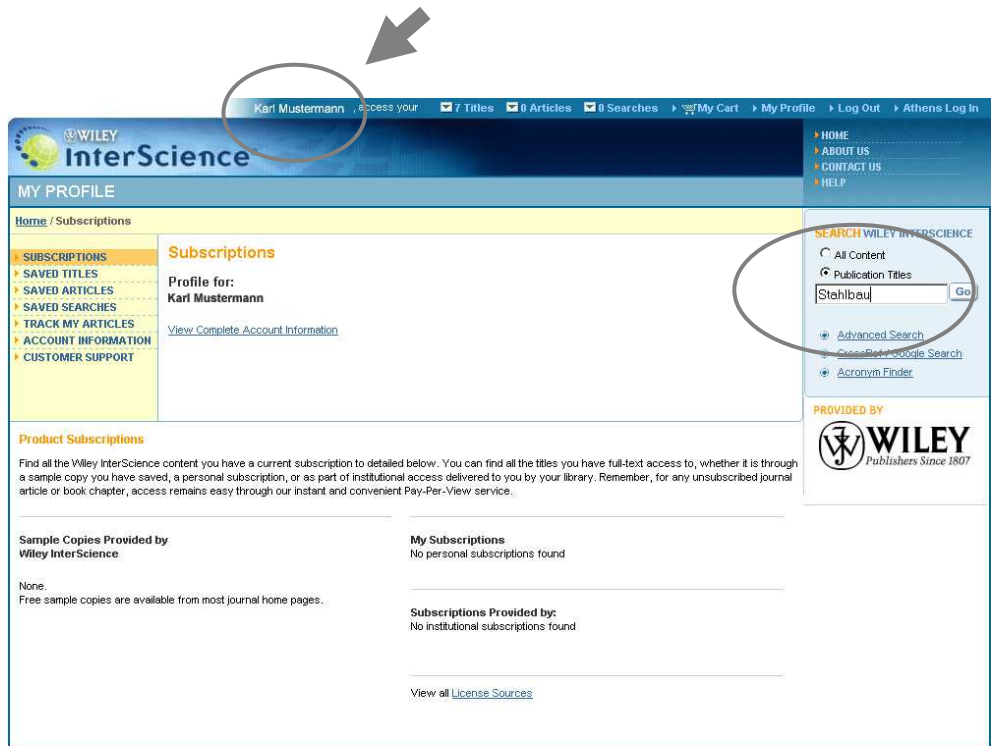 Karl Mustermann , access your 7 Titles 0 Articles 0 Searches My Cart My Profile Log Out Athens Log In
WILEY
InterScience
HOME
ABOUT US
CONTACT US
HELP
MY PROFILE
Home / Subscriptions
SUBSCRIPTIONS
SAVED TITLES
SAVED ARTICLES
SAVED SEARCHES
TRACK MY ARTICLES
ACCOUNT INFORMATION
CUSTOMER SUPPORT
Subscriptions
Profile for:
Karl Mustermann
View Complete Account Information
SEARCH WILEY INTERSCIENCE
All Content
Publication Titles
Stahlbau Go
Advanced Search
CrossRef / Google Search
Acronym Finder
PROVIDED BY
WILEY
Publishers Since 1807
Product Subscriptions
Find all the Wiley InterScience content you have a current subscription to detailed below. You can find all the titles you have full-text access to, whether it is through
a sample copy you have saved, a personal subscription, or as part of institutional access delivered to you by your library. Remember, for any unsubscribed journal
article or book chapter, access remains easy through our instant and convenient Pay-Per-View service.
Sample Copies Provided by
Wiley InterScience
None.
Free sample copies are available from most journal home pages.
My Subscriptions
No personal subscriptions found
Subscriptions Provided by:
No institutional subscriptions found
View all License Sources